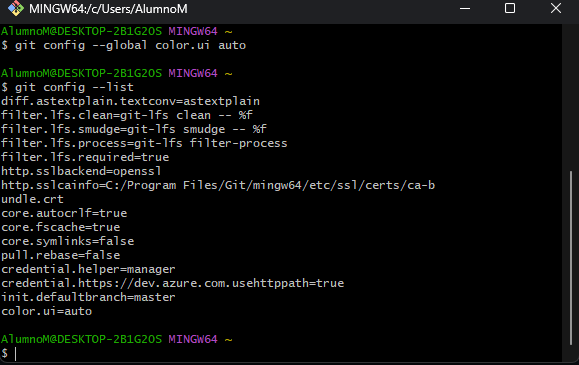 MINGW64:/c/Users/AlumnoM
AlumnoM@DESKTOP-2B1G2OS MINGW64 ~
$ git config --global color.ui auto
AlumnoM@DESKTOP-2B1G2OS MINGW64 ~
$ git config --list
diff.astextplain.textconv=astextplain
filter.lfs.clean=git-lfs clean -- %f
filter.lfs.smudge=git-lfs smudge -- %f
filter.lfs.process=git-lfs filter-process
filter.lfs.required=true
http.sslbackend=openssl
http.sslcainfo=C:/Program Files/Git/mingw64/etc/ssl/certs/ca-b
undle.crt
core.autocrlf=true
core.fscache=true
core.symlinks=false
pull.rebase=false
credential.helper=manager
credential.https://dev.azure.com.usehttppath=true
init.defaultbranch=master
color.ui=auto
AlumnoM@DESKTOP-2B1G2OS MINGW64 ~
$